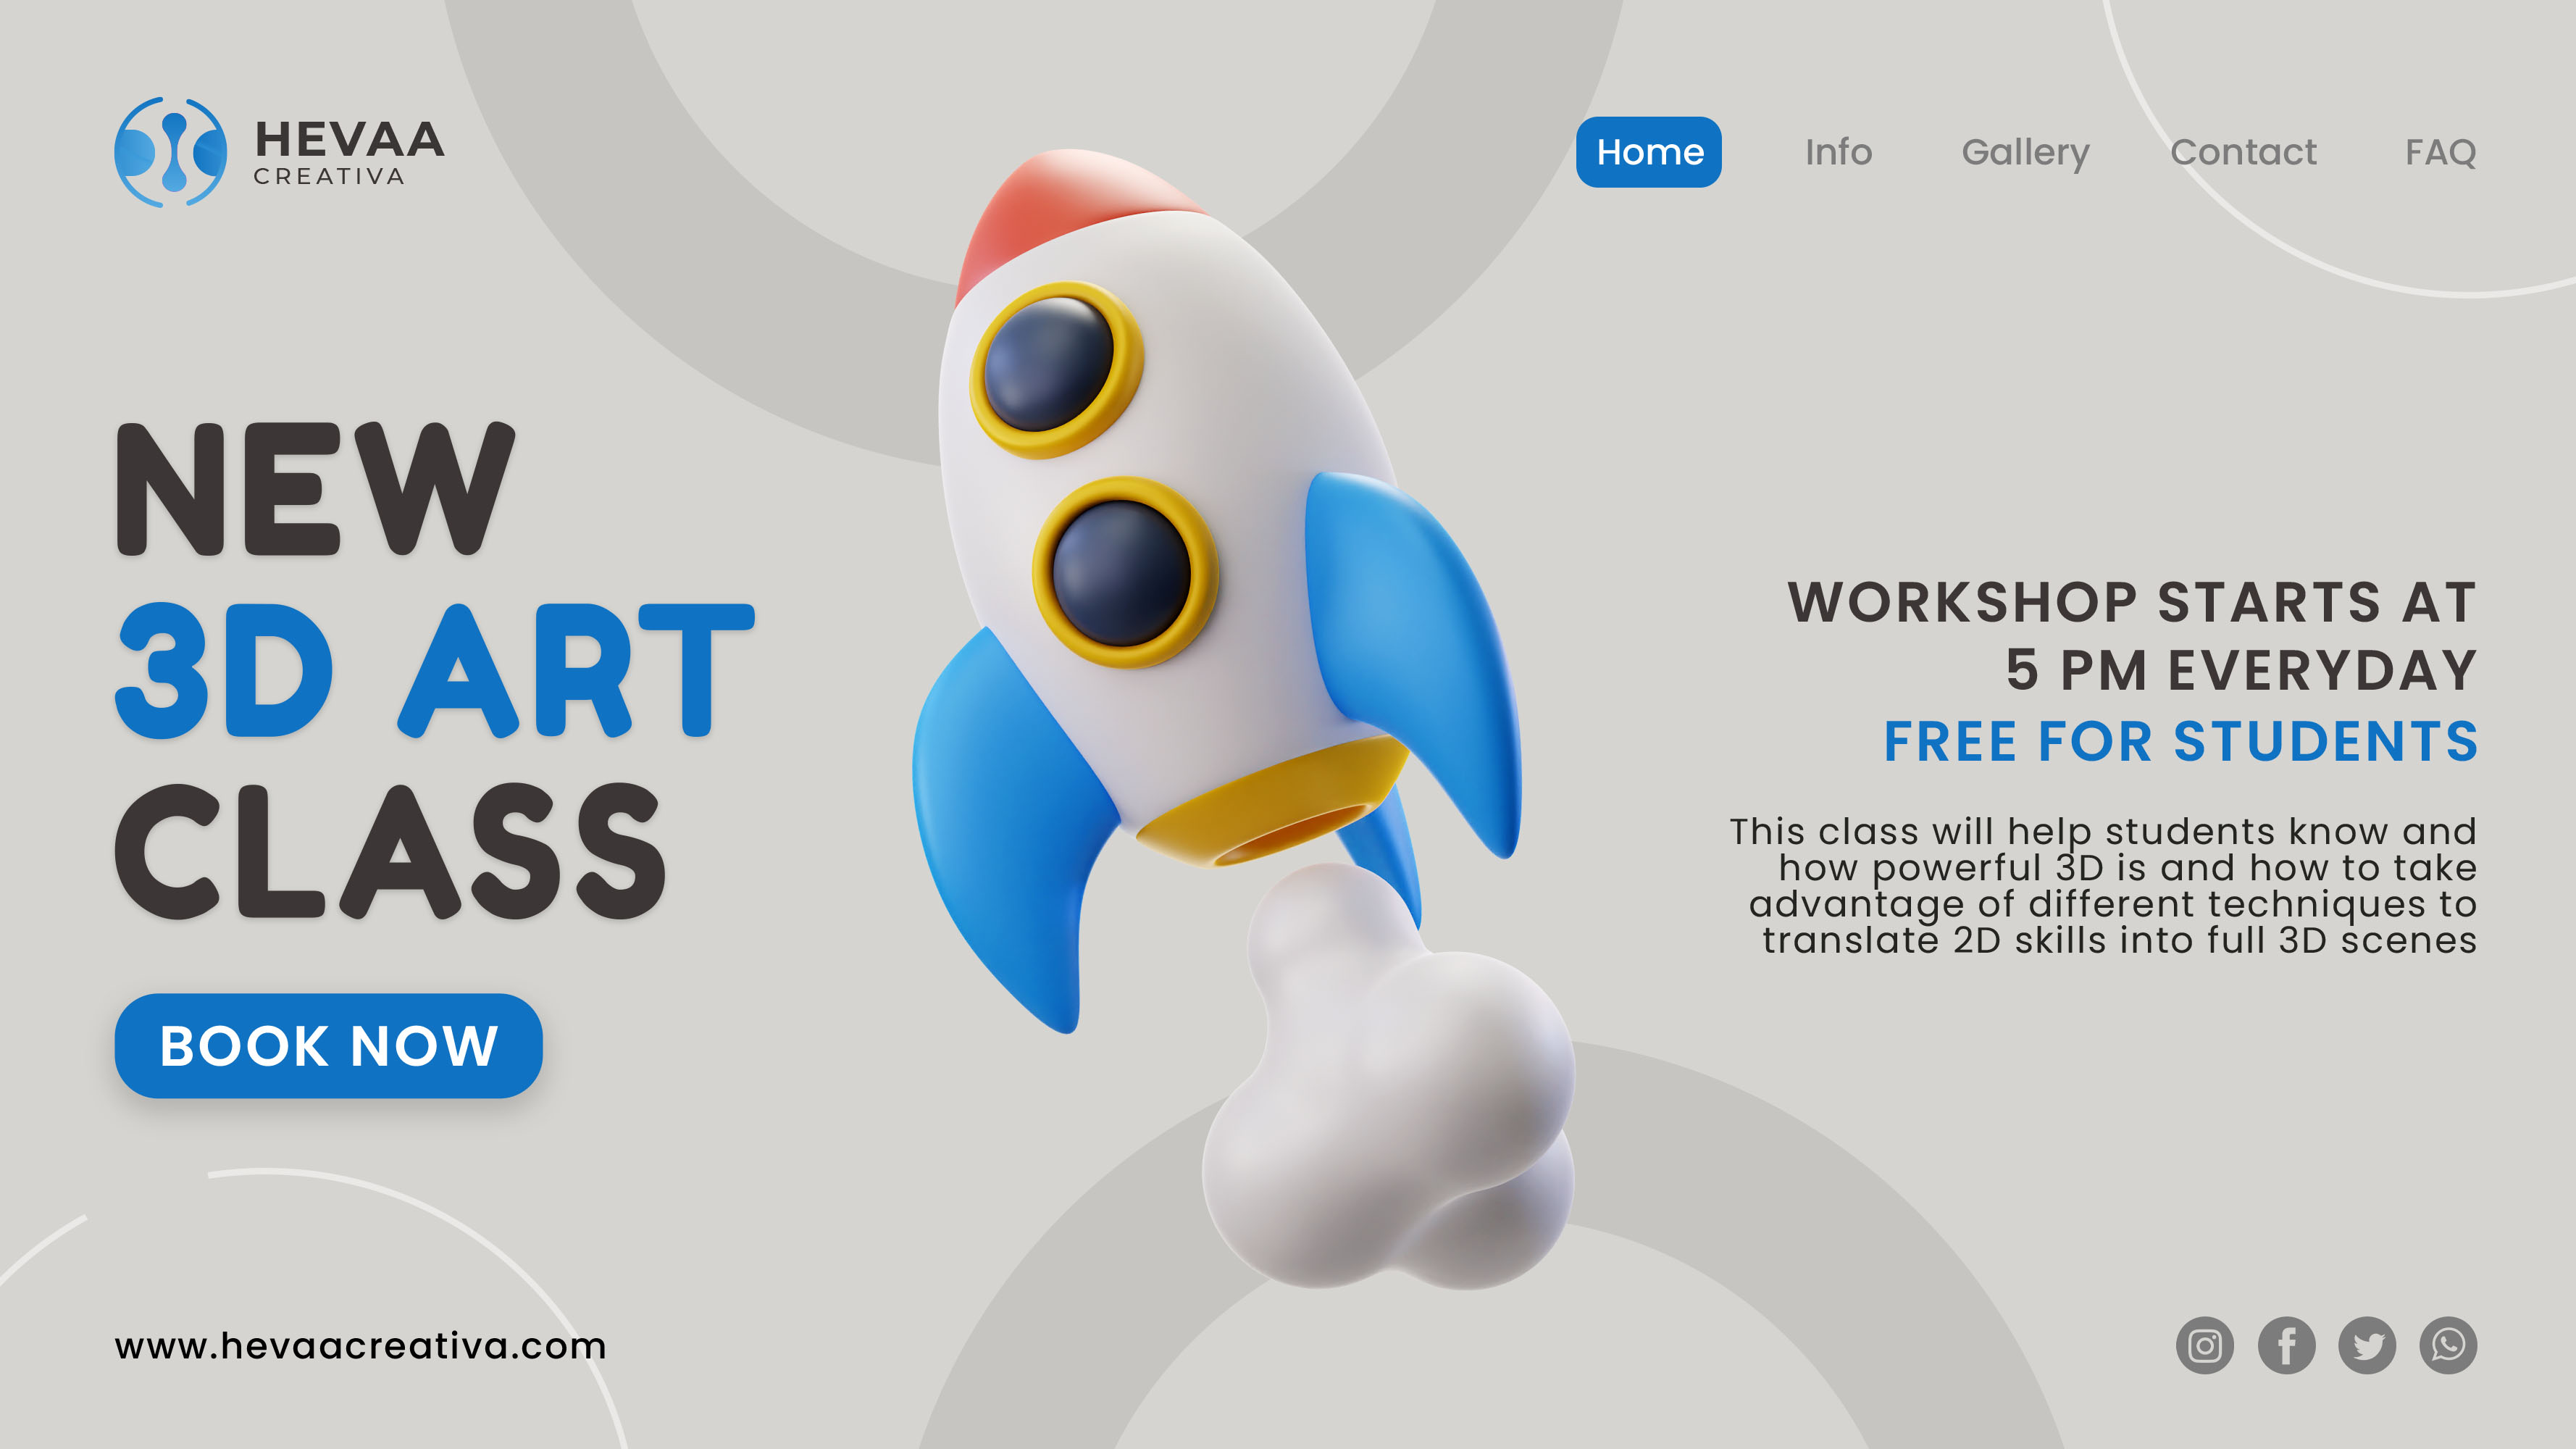 HEVAA
CREATIVA
Home Info Gallery Contact FAQ
NEW
3D ART
CLASS
BOOK NOW
WORKSHOP STARTS AT
5 PM EVERYDAY
FREE FOR STUDENTS
This class will help students know and
how powerful 3D is and how to take
advantage of different techniques to
translate 2D skills into full 3D scenes
www.hevaacreativa.com